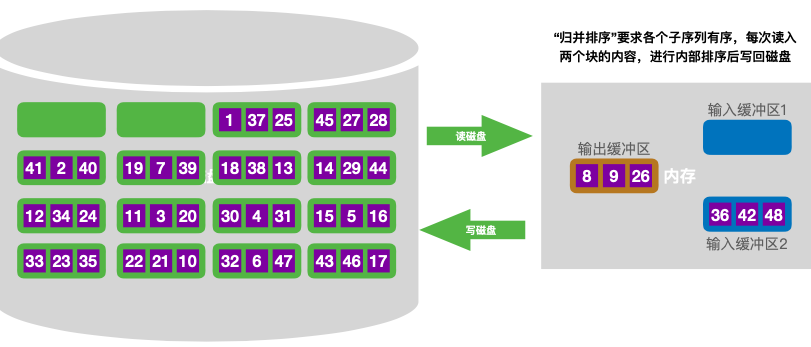 “归并排序”要求各个子序列有序，每次读入
两个块的内容，进行内部排序后写回磁盘
1 37 25 45 27 28
读磁盘
输入缓冲区1
41 2 40 19 7 39 18 38 13 14 29 44
输出缓冲区
8 9 26
内存
12 34 24 11 3 20 30 4 31 15 5 16
写磁盘
36 42 48
输入缓冲区2
33 23 35 22 21 10 32 6 47 43 46 17